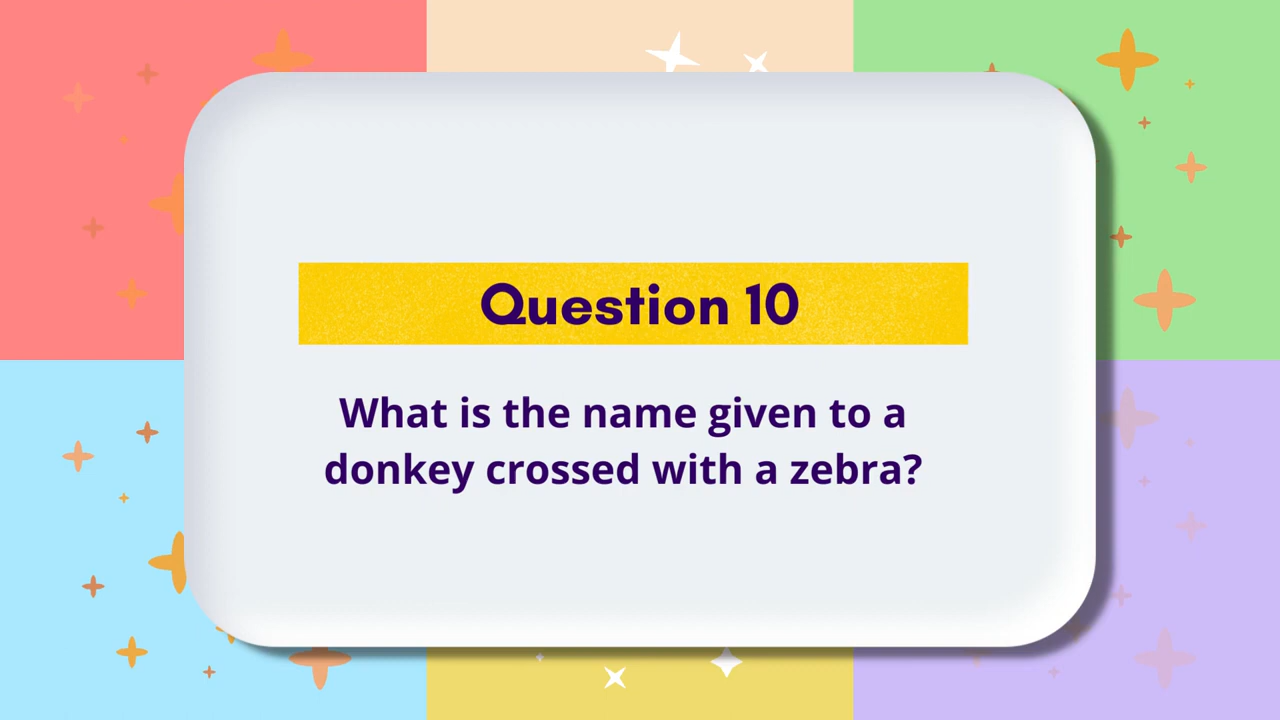 Question 10
What is the name given to a
donkey crossed with a zebra?